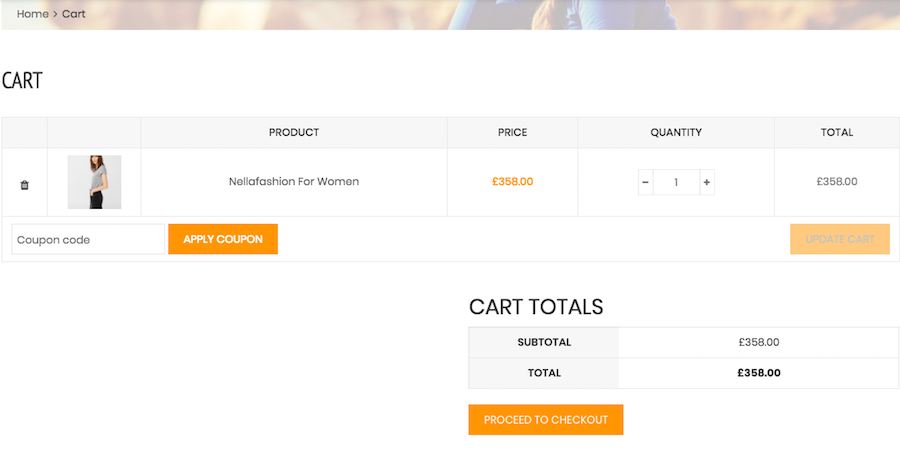 Home > Cart
CART
PRODUCT PRICE QUANTITY TOTAL
Nellafashion For Women £358.00 - 1 + £358.00
Coupon code APPLY COUPON UPDATE CART
CART TOTALS
SUBTOTAL £358.00
TOTAL £358.00
PROCEED TO CHECKOUT